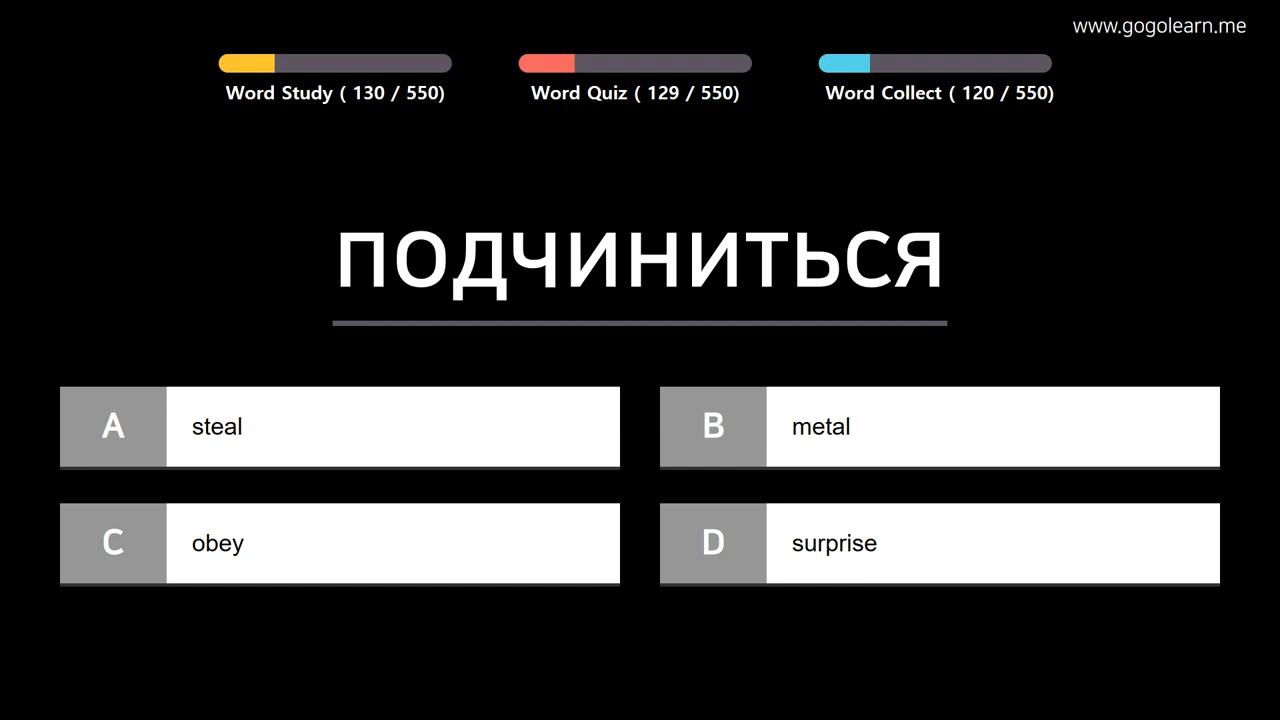 www.gogolearn.me
Word Study ( 130 / 550)
Word Quiz ( 129 / 550)
Word Collect ( 120 / 550)
ПОДЧИНИТЬСЯ
A steal
B metal
C obey
D surprise